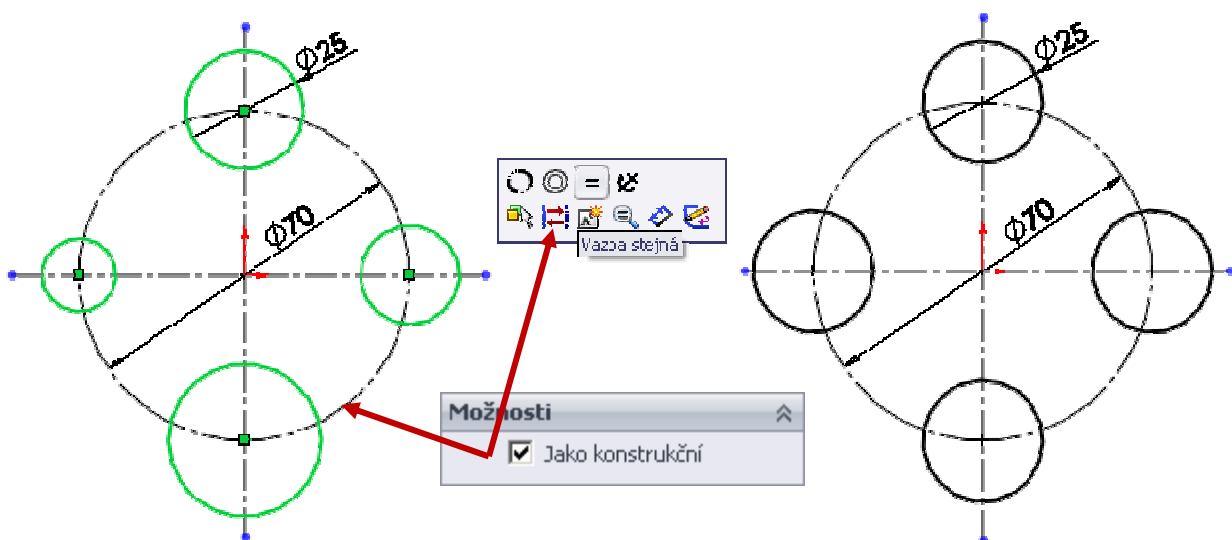 Φ25
Φ70
Vazba stejná
Možnosti
Jako konstrukční
Φ25
Φ70